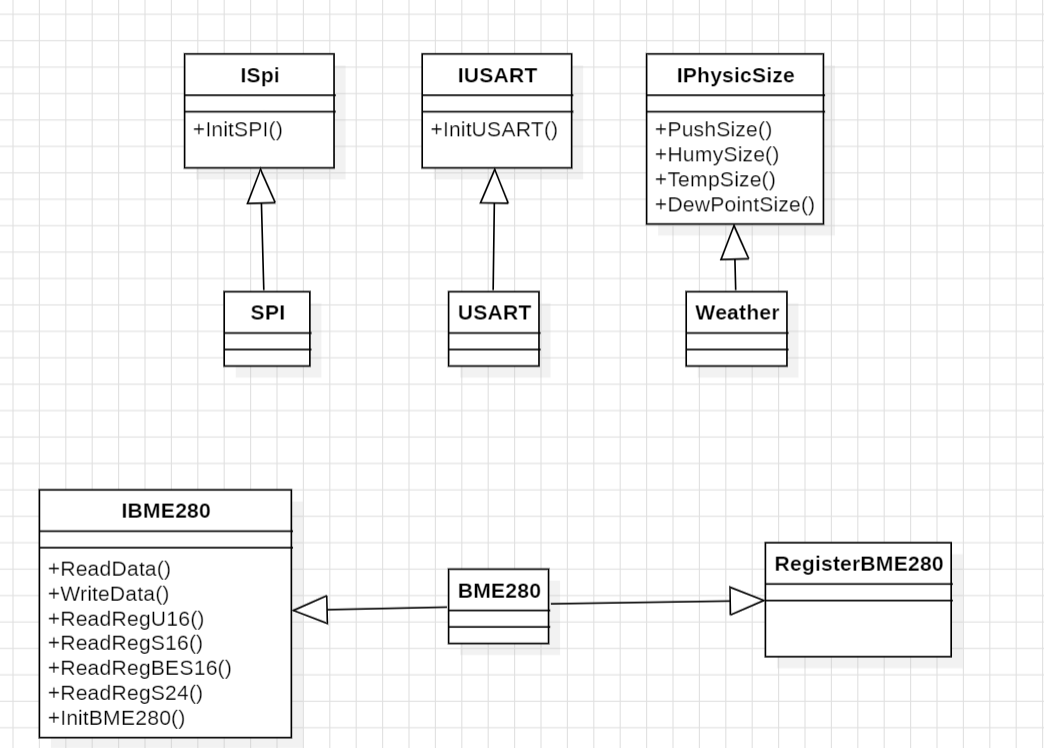 ISpi
+InitSPI()
IUSART
+InitUSART()
IPhysicSize
+PushSize()
+HumySize()
+TempSize()
+DewPointSize()
SPI
USART
Weather
IBME280
+ReadData()
+WriteData()
+ReadRegU16()
+ReadRegS16()
+ReadRegBES16()
+ReadRegS24()
+InitBME280()
BME280
RegisterBME280